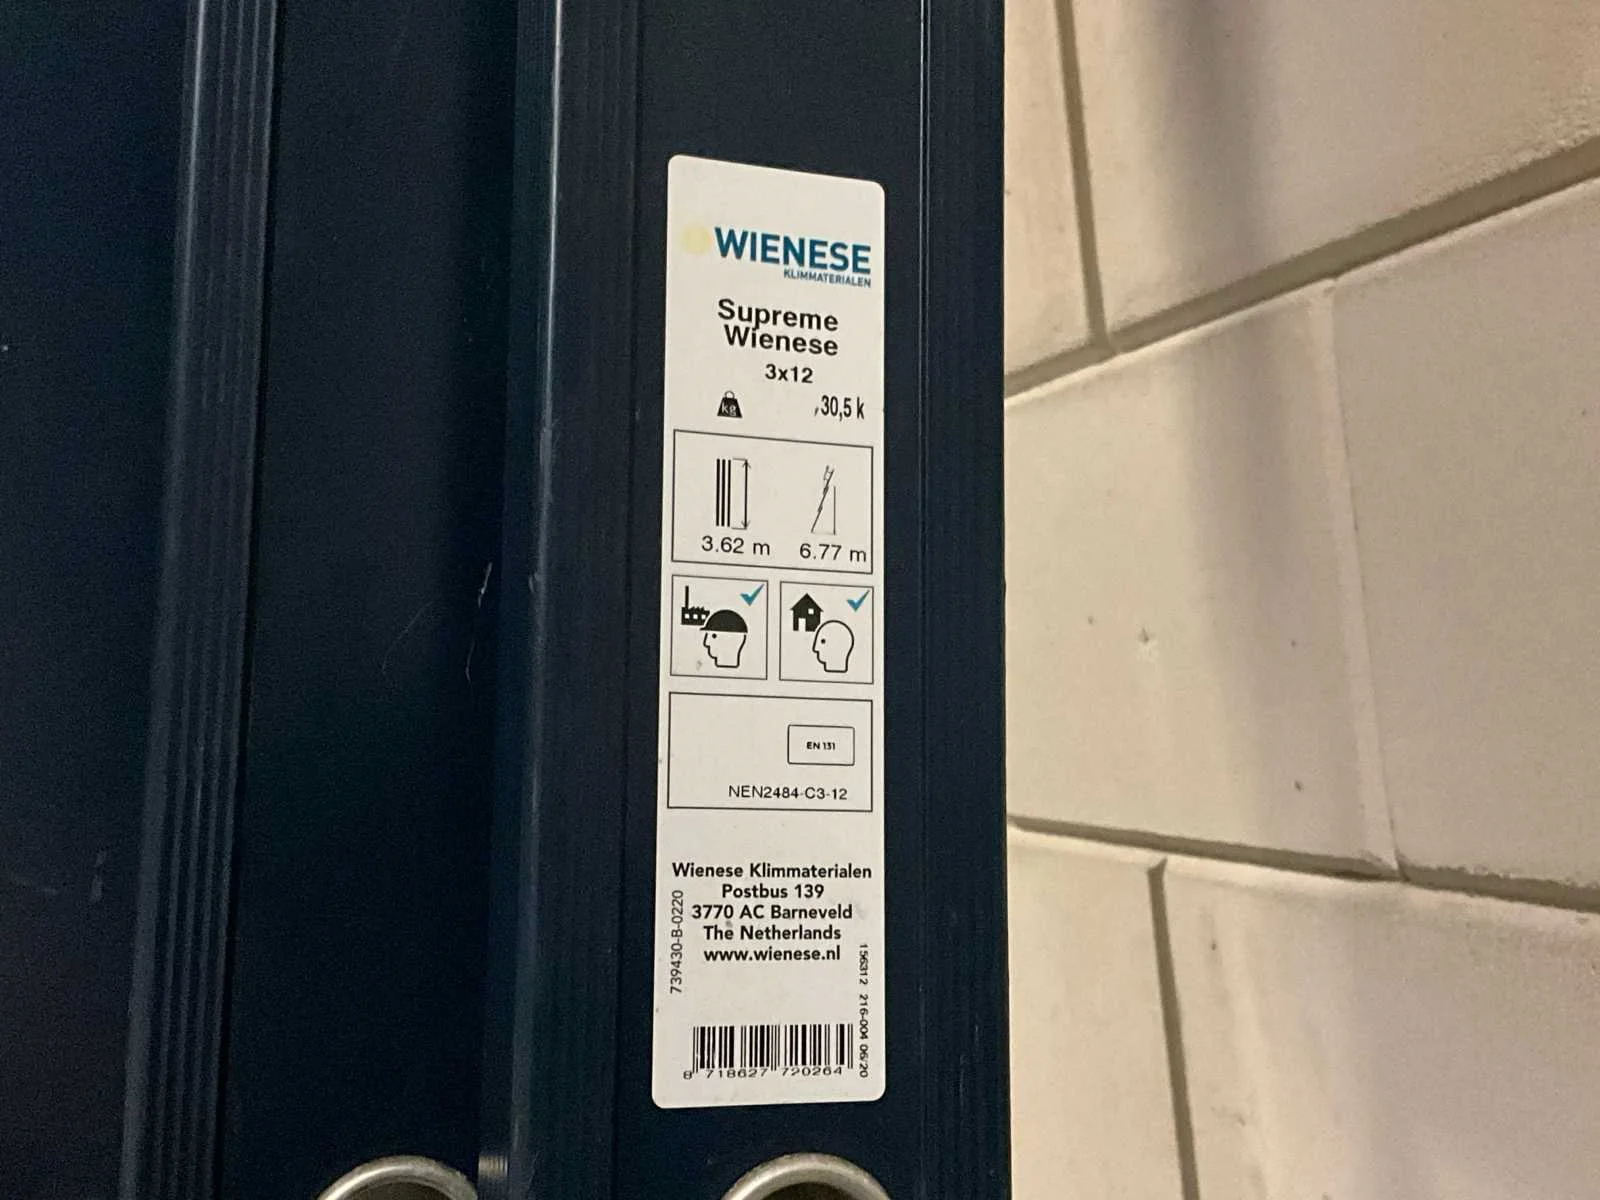 WIENESE
KLIMMATERIALEN
Supreme
Wienese
3x12
kg
30,5 k
3.62 m
6.77 m
EN 131
NEN2484-C3-12
Wienese Klimmaterialen
Postbus 139
3770 AC Barneveld
The Netherlands
www.wienese.nl
739430-B-0220
156312 216-004 06/20
8 718627 720264